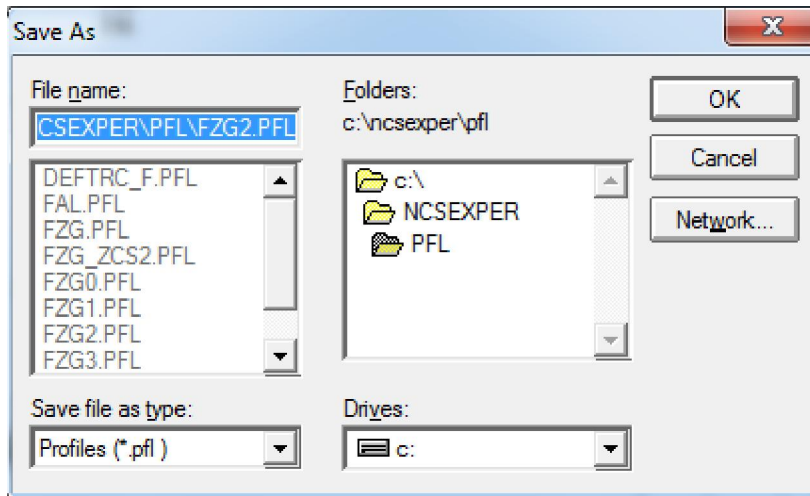 Save As
File name:
CSEXPER\PFL\FZG2.PFL
DEFTRC_F.PFL
FAL.PFL
FZG.PFL
FZG_ZCS2.PFL
FZG0.PFL
FZG1.PFL
FZG2.PFL
FZG3.PFL
Save file as type:
Profiles (*.pfl )
Folders:
c:\ncsexper\pfl
c:\
NCSEXPER
PFL
Drives:
c:
OK
Cancel
Network...